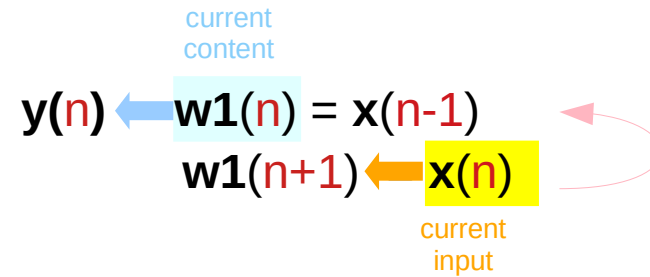 current
content
y(n) w1(n) = x(n-1)
w1(n+1) x(n)
current
input